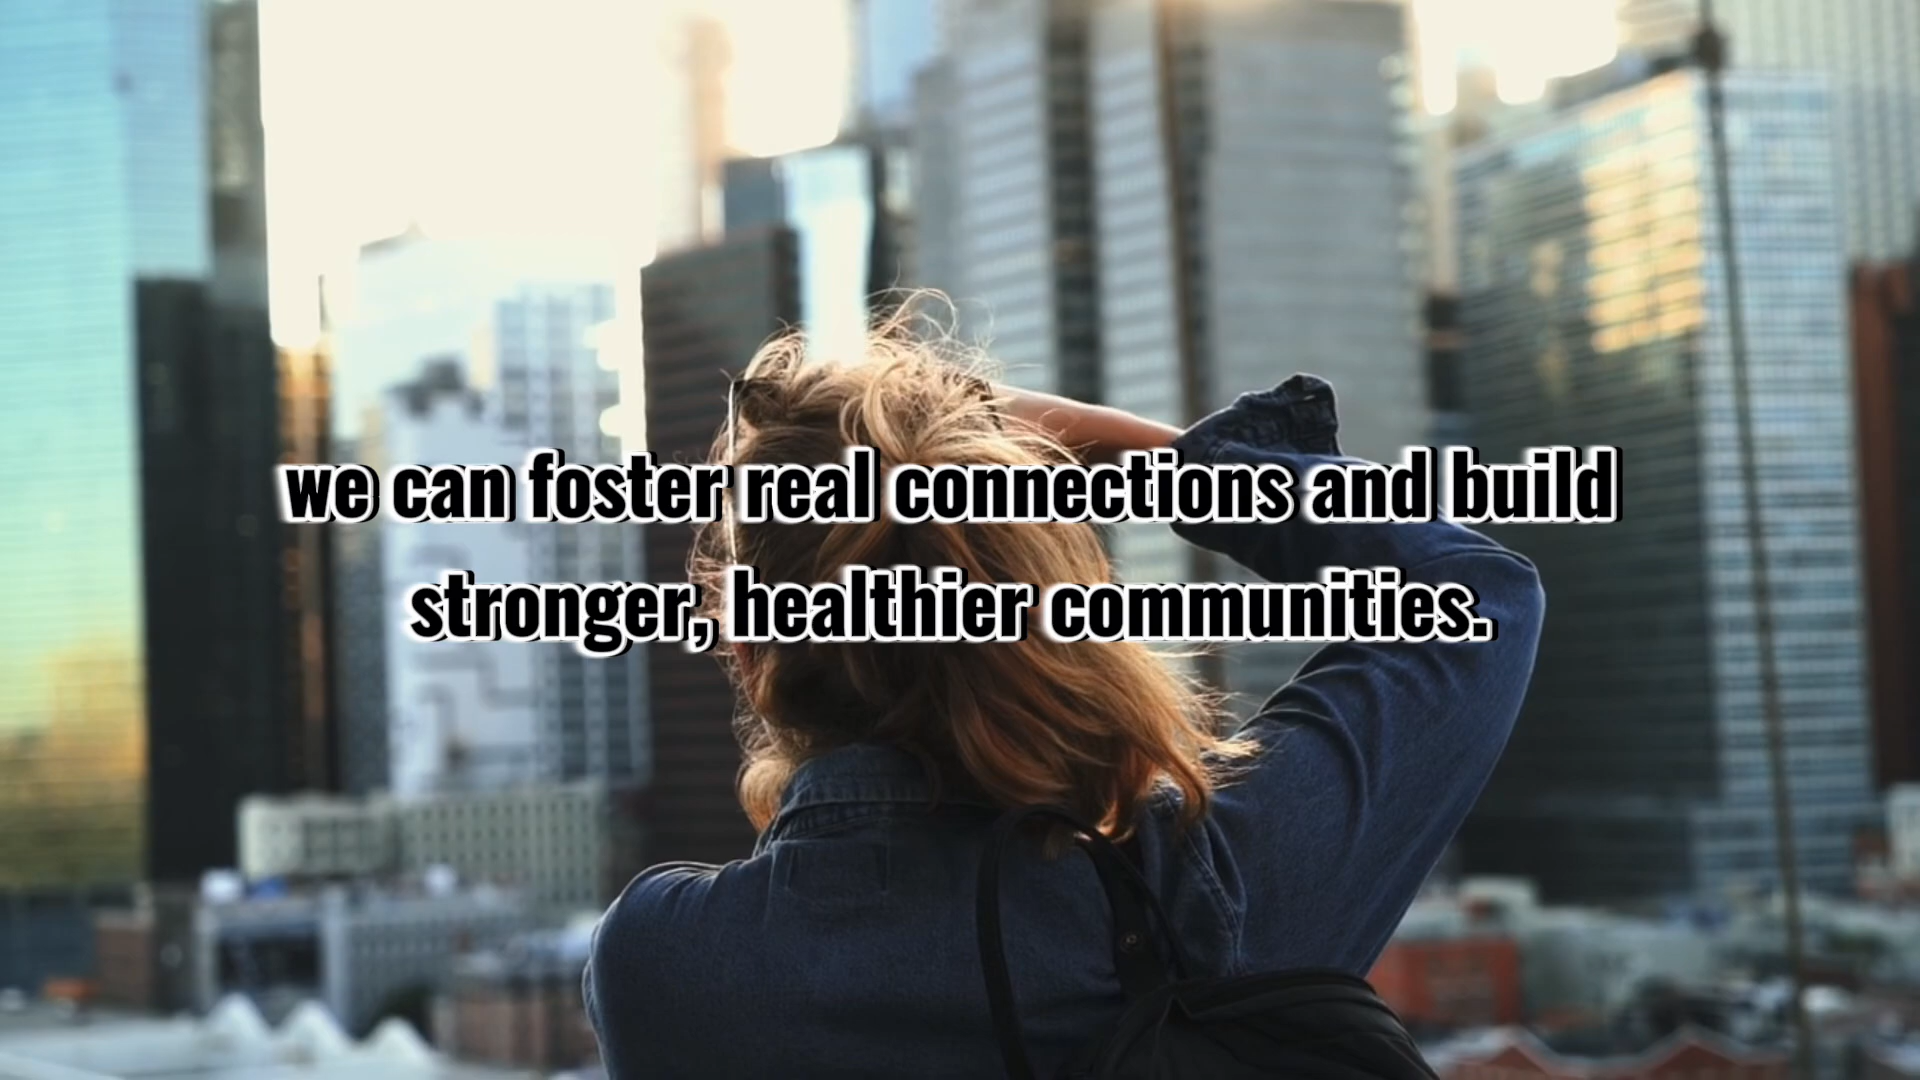 we can foster real connections and build
stronger, healthier communities.